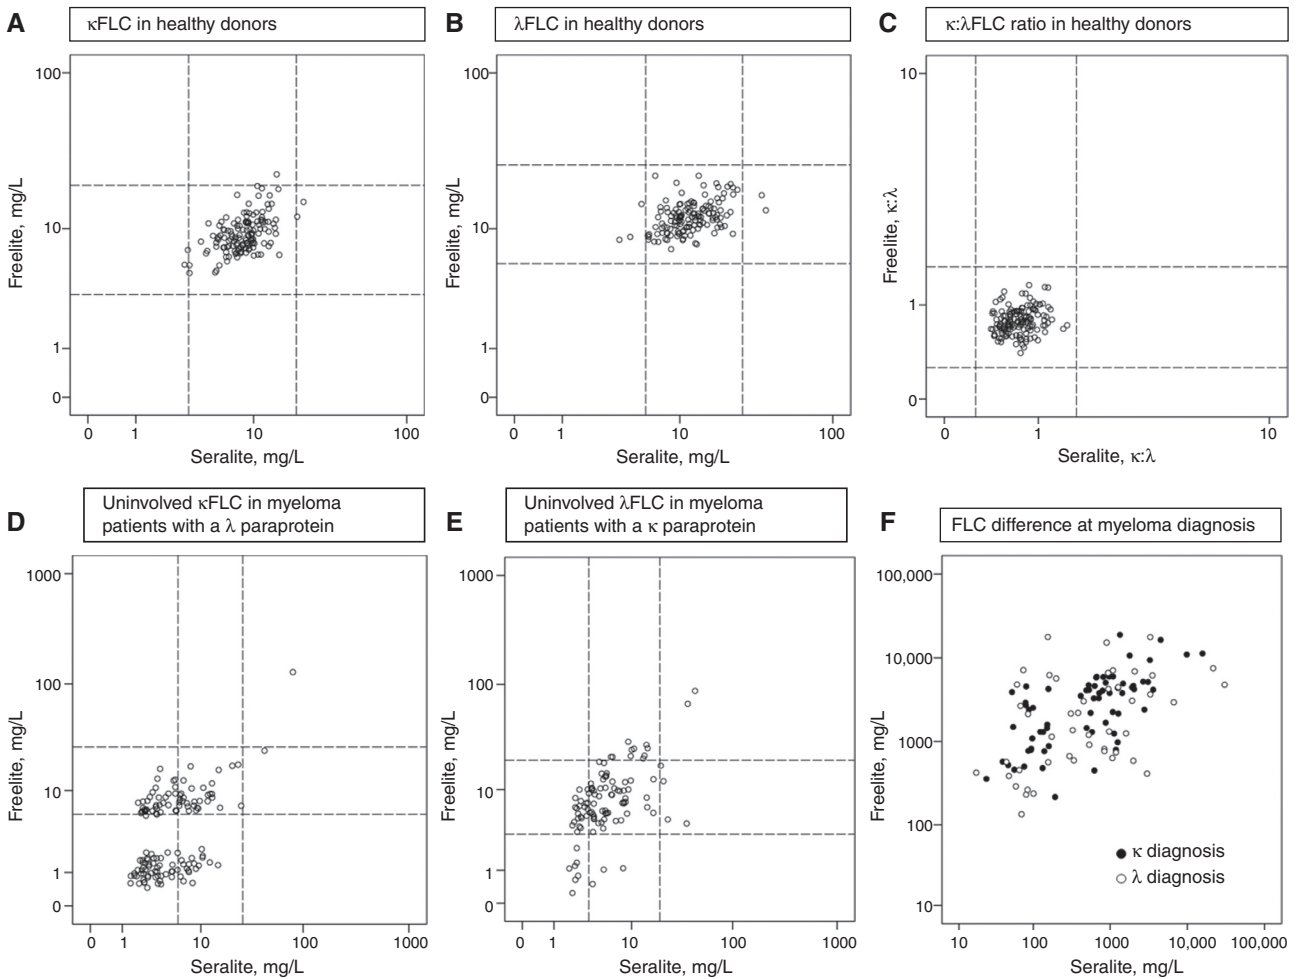 A
κFLC in healthy donors
100
10
1
0
Freelite, mg/L
0 1 10 100
Seralite, mg/L
B
λFLC in healthy donors
100
10
1
0
Freelite, mg/L
0 1 10 100
Seralite, mg/L
C
κ:λFLC ratio in healthy donors
10
1
0
Freelite, κ:λ
0 1 10
Seralite, κ:λ
D
Uninvolved κFLC in myeloma
patients with a λ paraprotein
1000
100
10
1
0
Freelite, mg/L
0 1 10 100 1000
Seralite, mg/L
E
Uninvolved λFLC in myeloma
patients with a κ paraprotein
1000
100
10
1
0
Freelite, mg/L
0 1 10 100 1000
Seralite, mg/L
F
FLC difference at myeloma diagnosis
100,000
10,000
1000
100
10
Freelite, mg/L
κ diagnosis
λ diagnosis
10 100 1000 10,000 100,000
Seralite, mg/L